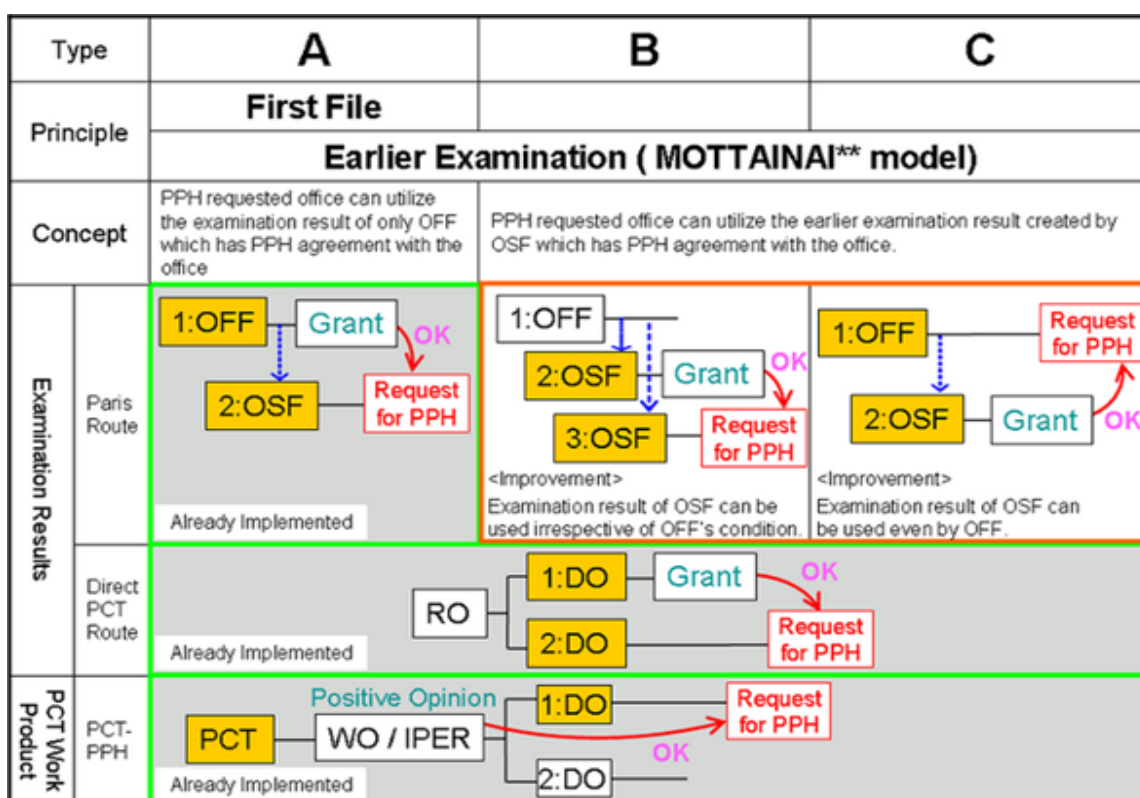 Type
A
B
C
Principle
First File
Earlier Examination ( MOTTAINAI** model)
Concept
PPH requested office can utilize
the examination result of only OFF
which has PPH agreement with the
office
PPH requested office can utilize the earlier examination result created by
OSF which has PPH agreement with the office.
Examination Results
Paris
Route
1:OFF
Grant
OK
2:OSF
Request
for PPH
Already Implemented
1:OFF
2:OSF
Grant
OK
3:OSF
Request
for PPH
<Improvement>
Examination result of OSF can be
used irrespective of OFF's condition.
1:OFF
Request
for PPH
2:OSF
Grant
OK
<Improvement>
Examination result of OSF can
be used even by OFF.
Direct
PCT
Route
RO
1:DO
Grant
OK
2:DO
Request
for PPH
Already Implemented
PCT Work
Product
PCT-
PPH
PCT
Positive Opinion
WO / IPER
1:DO
Request
for PPH
OK
2:DO
Already Implemented